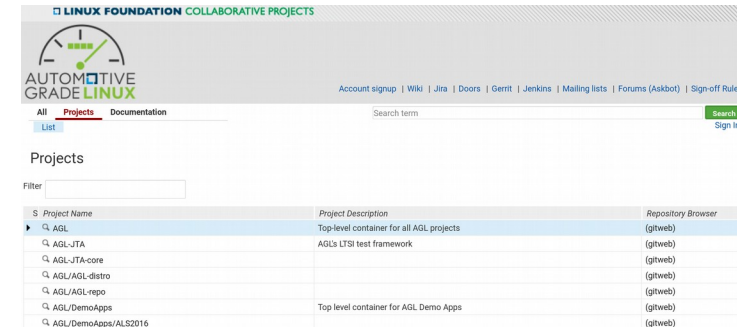 LINUX FOUNDATION COLLABORATIVE PROJECTS
AUTOMOTIVE
GRADE LINUX
Account signup | Wiki | Jira | Doors | Gerrit | Jenkins | Mailing lists | Forums (Askbot) | Sign-off Rule
All Projects Documentation
Search term
Search
List
Sign In
Projects
Filter
S Project Name Project Description Repository Browser
AGL Top-level container for all AGL projects (gitweb)
AGL-JTA AGL's LTSI test framework (gitweb)
AGL-JTA-core (gitweb)
AGL/AGL-distro (gitweb)
AGL/AGL-repo (gitweb)
AGL/DemoApps Top level container for AGL Demo Apps (gitweb)
AGL/DemoApps/ALS2016 (gitweb)